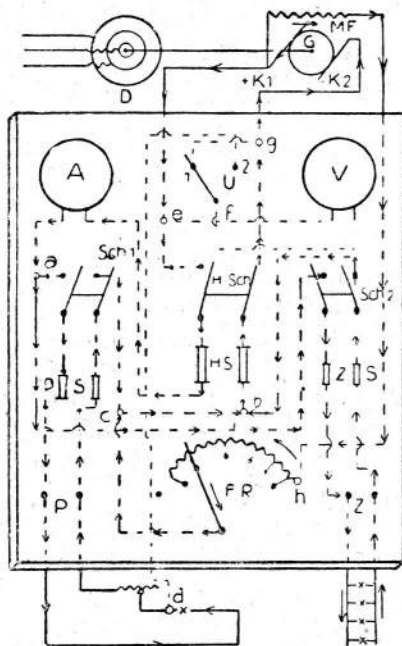 MF
G
+K1 K2
D
A
1 U 2 g
V
e f
a Sch1 H Sch Sch2
S HS Z S
c
FR h
P Z
d